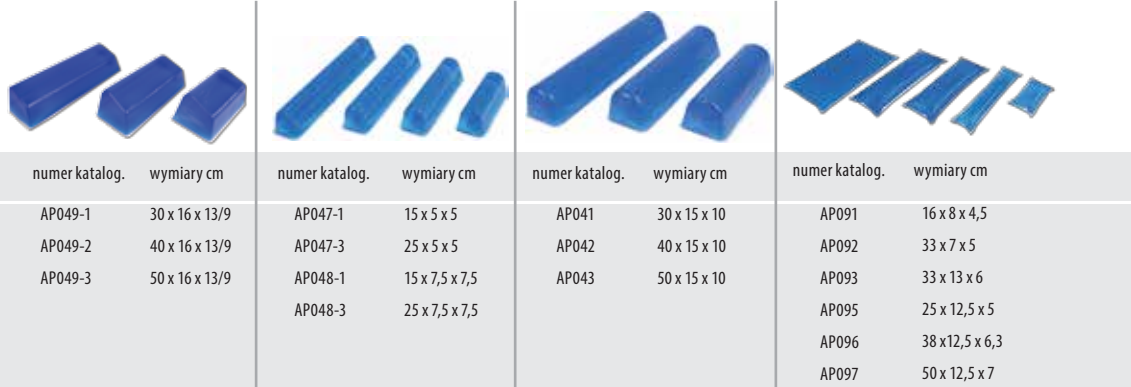 numer katalog. wymiary cm
AP049-1 30 x 16 x 13/9
AP049-2 40 x 16 x 13/9
AP049-3 50 x 16 x 13/9
numer katalog. wymiary cm
AP047-1 15 x 5 x 5
AP047-3 25 x 5 x 5
AP048-1 15 x 7,5 x 7,5
AP048-3 25 x 7,5 x 7,5
numer katalog. wymiary cm
AP041 30 x 15 x 10
AP042 40 x 15 x 10
AP043 50 x 15 x 10
numer katalog. wymiary cm
AP091 16 x 8 x 4,5
AP092 33 x 7 x 5
AP093 33 x 13 x 6
AP095 25 x 12,5 x 5
AP096 38 x12,5 x 6,3
AP097 50 x 12,5 x 7